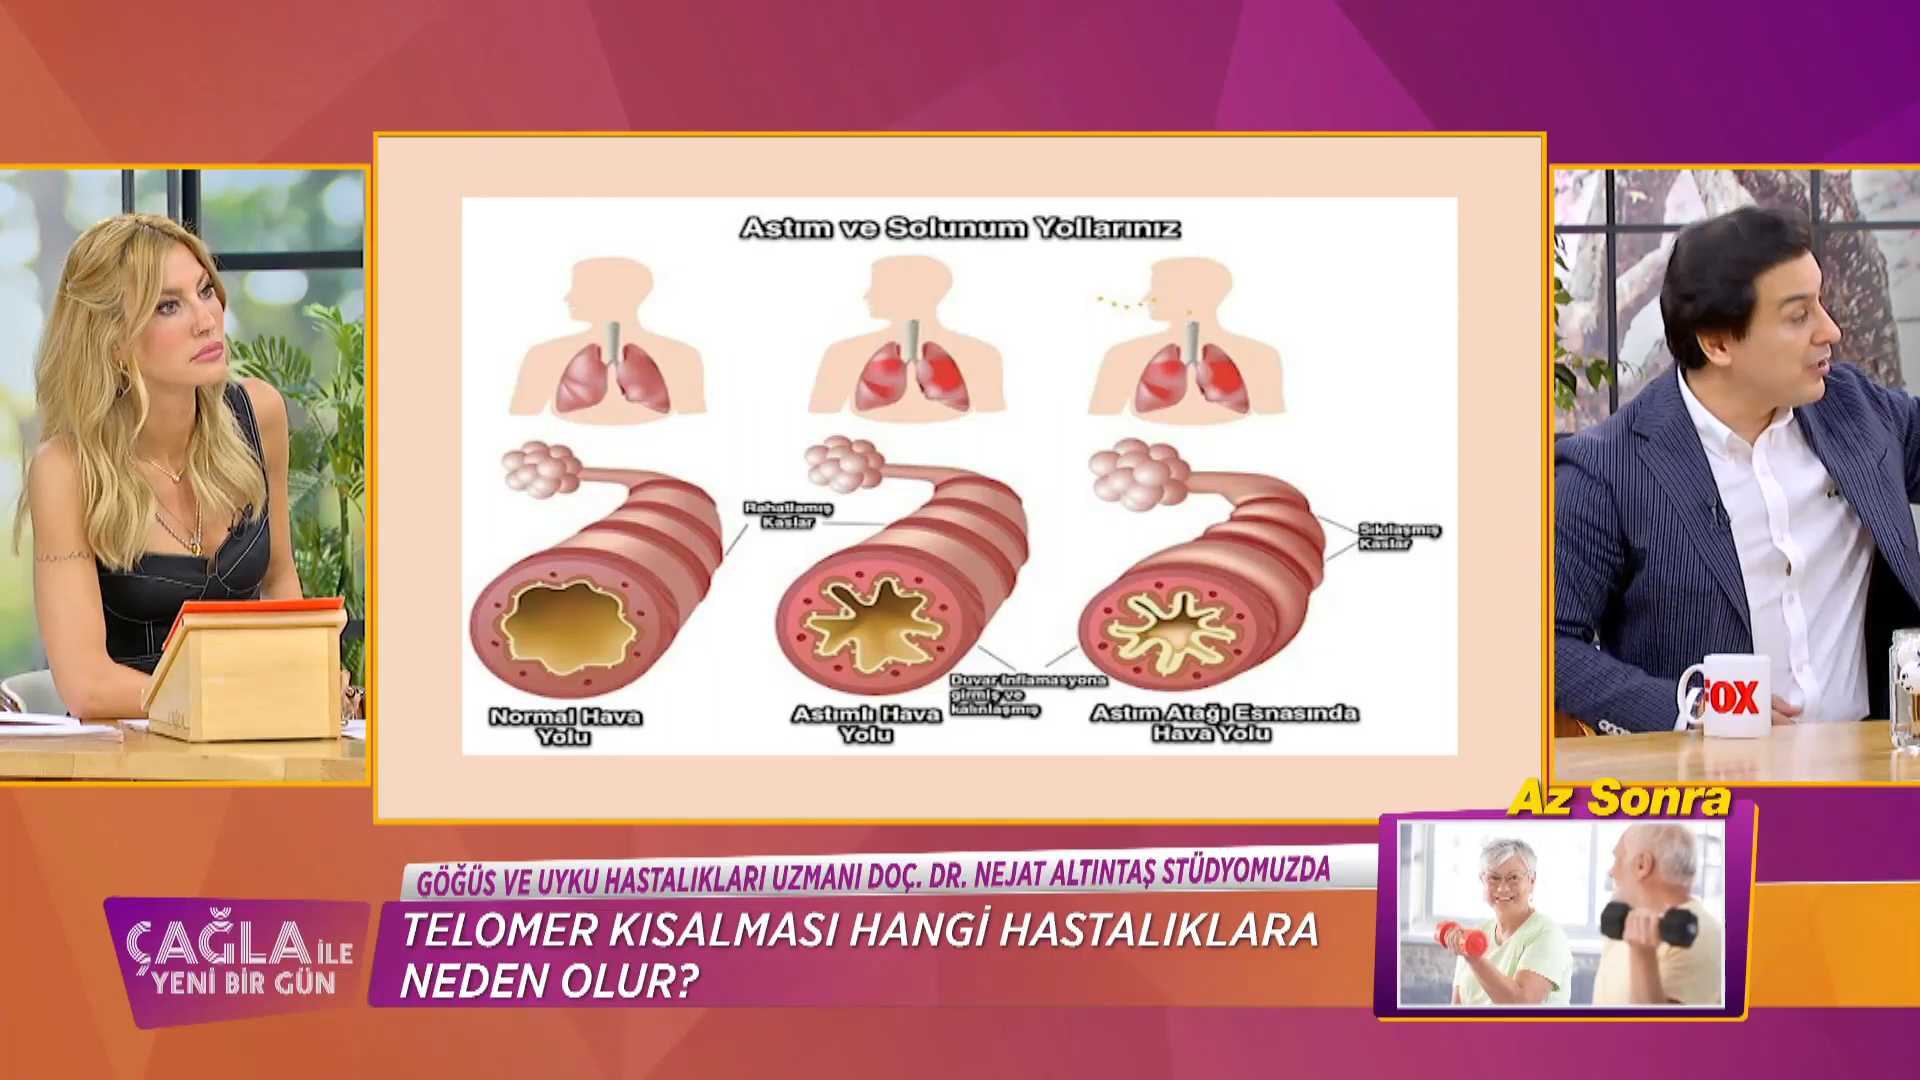 Astım ve Solunum Yollarınız
Rahatlamış
Kaslar
Sıkılaşmış
Kaslar
Duvar inflamasyona
girmiş ve
kalınlaşmış
Normal Hava
Yolu
Astımlı Hava
Yolu
Astım Atağı Esnasında
Hava Yolu
FOX
Az Sonra
GÖĞÜS VE UYKU HASTALIKLARI UZMANI DOÇ. DR. NEJAT ALTINTAŞ STÜDYOMUZDA
TELOMER KISALMASI HANGİ HASTALIKLARA
NEDEN OLUR?
ÇAĞLA İLE
YENİ BİR GÜN